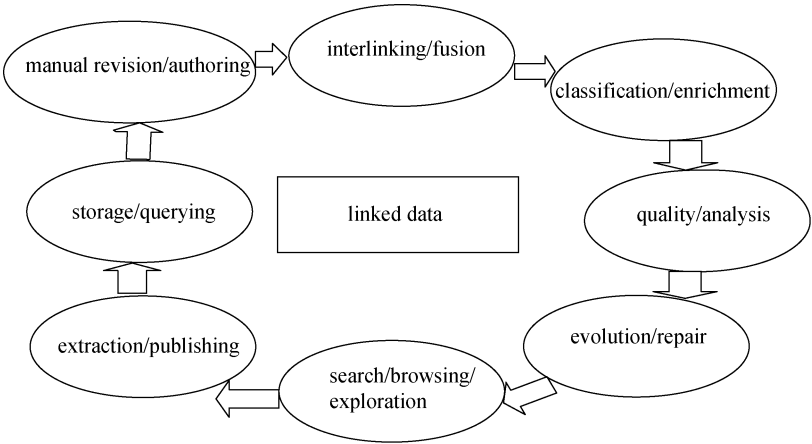 manual revision/authoring
interlinking/fusion
classification/enrichment
storage/querying
linked data
quality/analysis
extraction/publishing
search/browsing/
exploration
evolution/repair